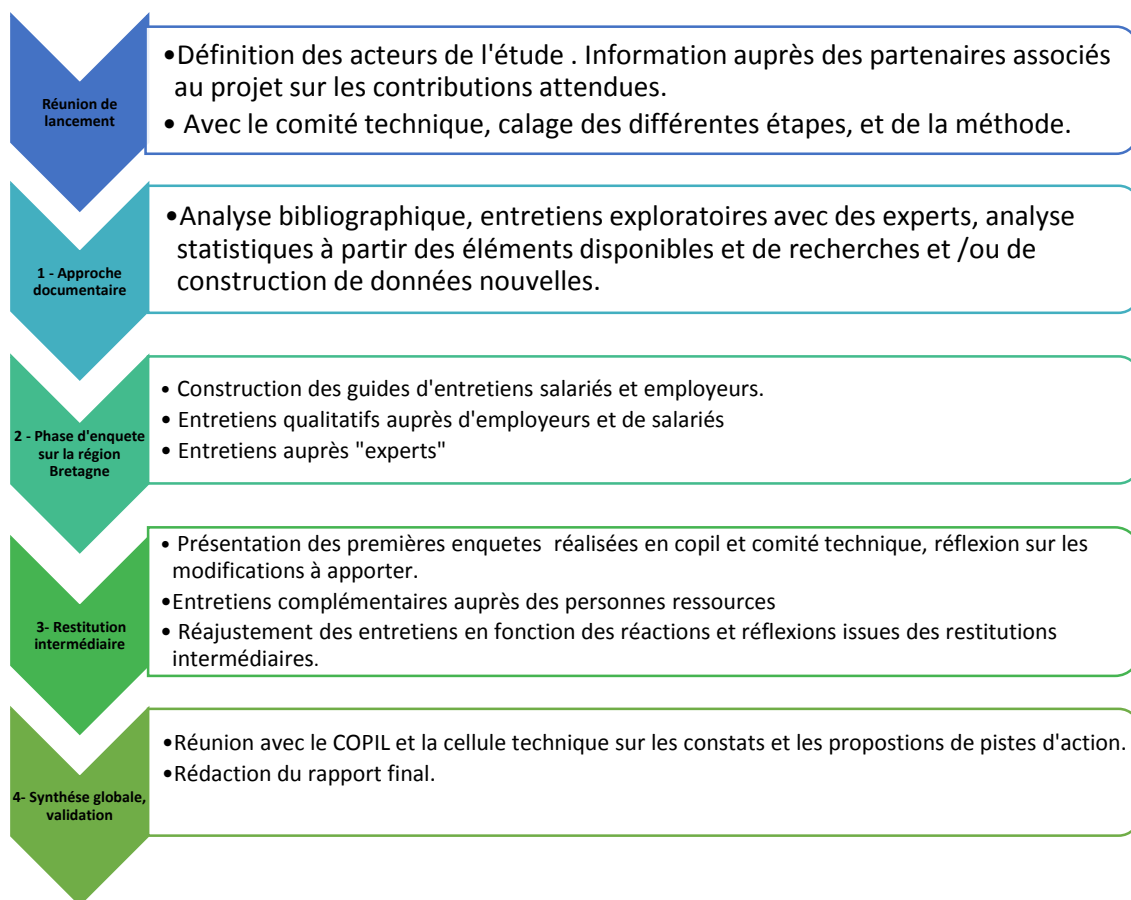 Réunion de
lancement
•Définition des acteurs de l'étude . Information auprès des partenaires associés
au projet sur les contributions attendues.
• Avec le comité technique, calage des différentes étapes, et de la méthode.
1 - Approche
documentaire
•Analyse bibliographique, entretiens exploratoires avec des experts, analyse
statistiques à partir des éléments disponibles et de recherches et /ou de
construction de données nouvelles.
2 - Phase d'enquete
sur la région
Bretagne
• Construction des guides d'entretiens salariés et employeurs.
• Entretiens qualitatifs auprès d'employeurs et de salariés
• Entretiens auprès "experts"
3- Restitution
intermédiaire
• Présentation des premières enquetes réalisées en copil et comité technique, réflexion sur les
modifications à apporter.
•Entretiens complémentaires auprès des personnes ressources
• Réajustement des entretiens en fonction des réactions et réflexions issues des restitutions
intermédiaires.
4- Synthése globale,
validation
•Réunion avec le COPIL et la cellule technique sur les constats et les propostions de pistes d'action.
•Rédaction du rapport final.